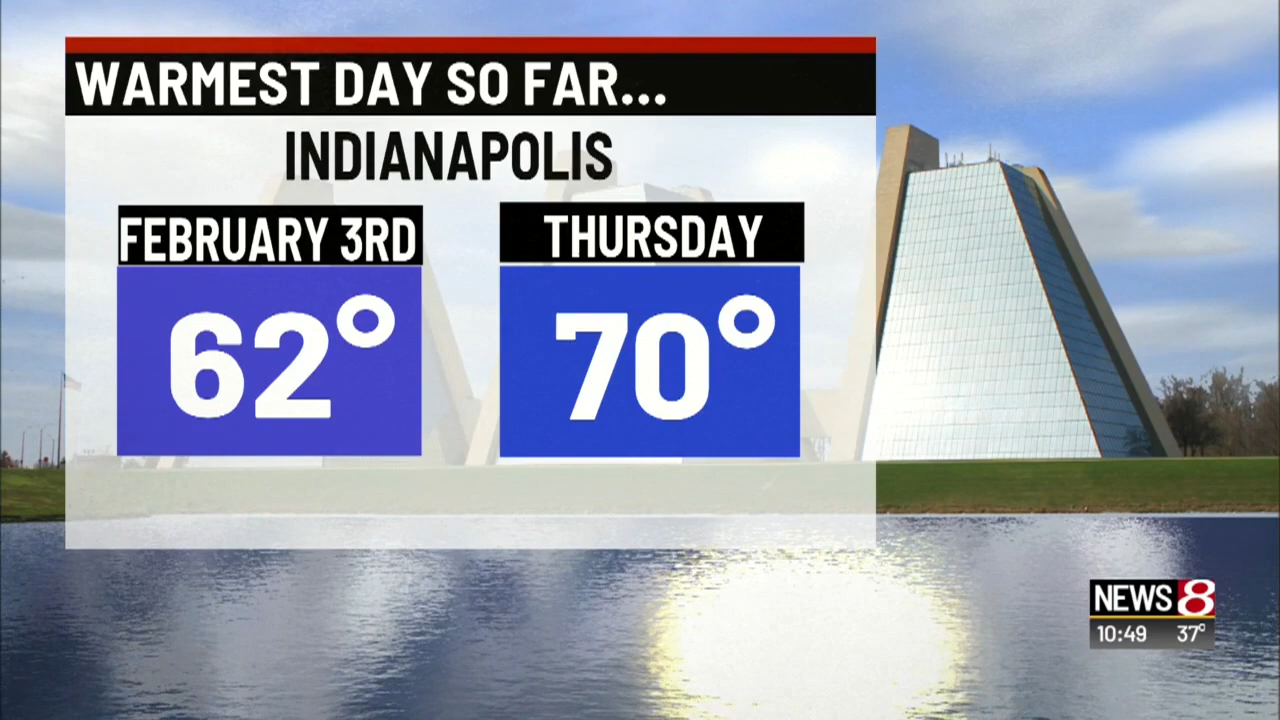 WARMEST DAY SO FAR...
INDIANAPOLIS
FEBRUARY 3RD
62°
THURSDAY
70°
NEWS 8
10:49 37°